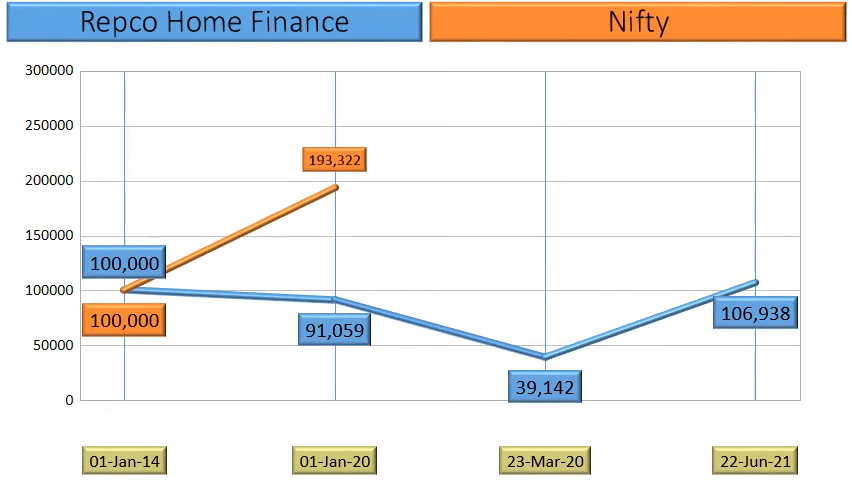 Repco Home Finance
Nifty
300000
250000
200000
150000
100000
50000
0
193,322
100,000
100,000
91,059
39,142
106,938
01-Jan-14
01-Jan-20
23-Mar-20
22-Jun-21